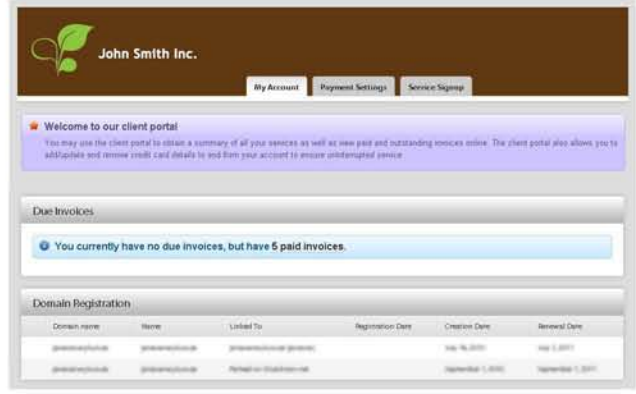 John Smith Inc.
My Account Payment Settings Service Signup
Welcome to our client portal
You may use the client portal to obtain a summary of all your services as well as view paid and outstanding invoices online. The client portal also allows you to
add/update and remove credit card details to and from your account to ensure uninterrupted service
Due Invoices
You currently have no due invoices, but have 5 paid invoices.
Domain Registration
Domain name Name Linked To Registration Date Creation Date Renewal Date